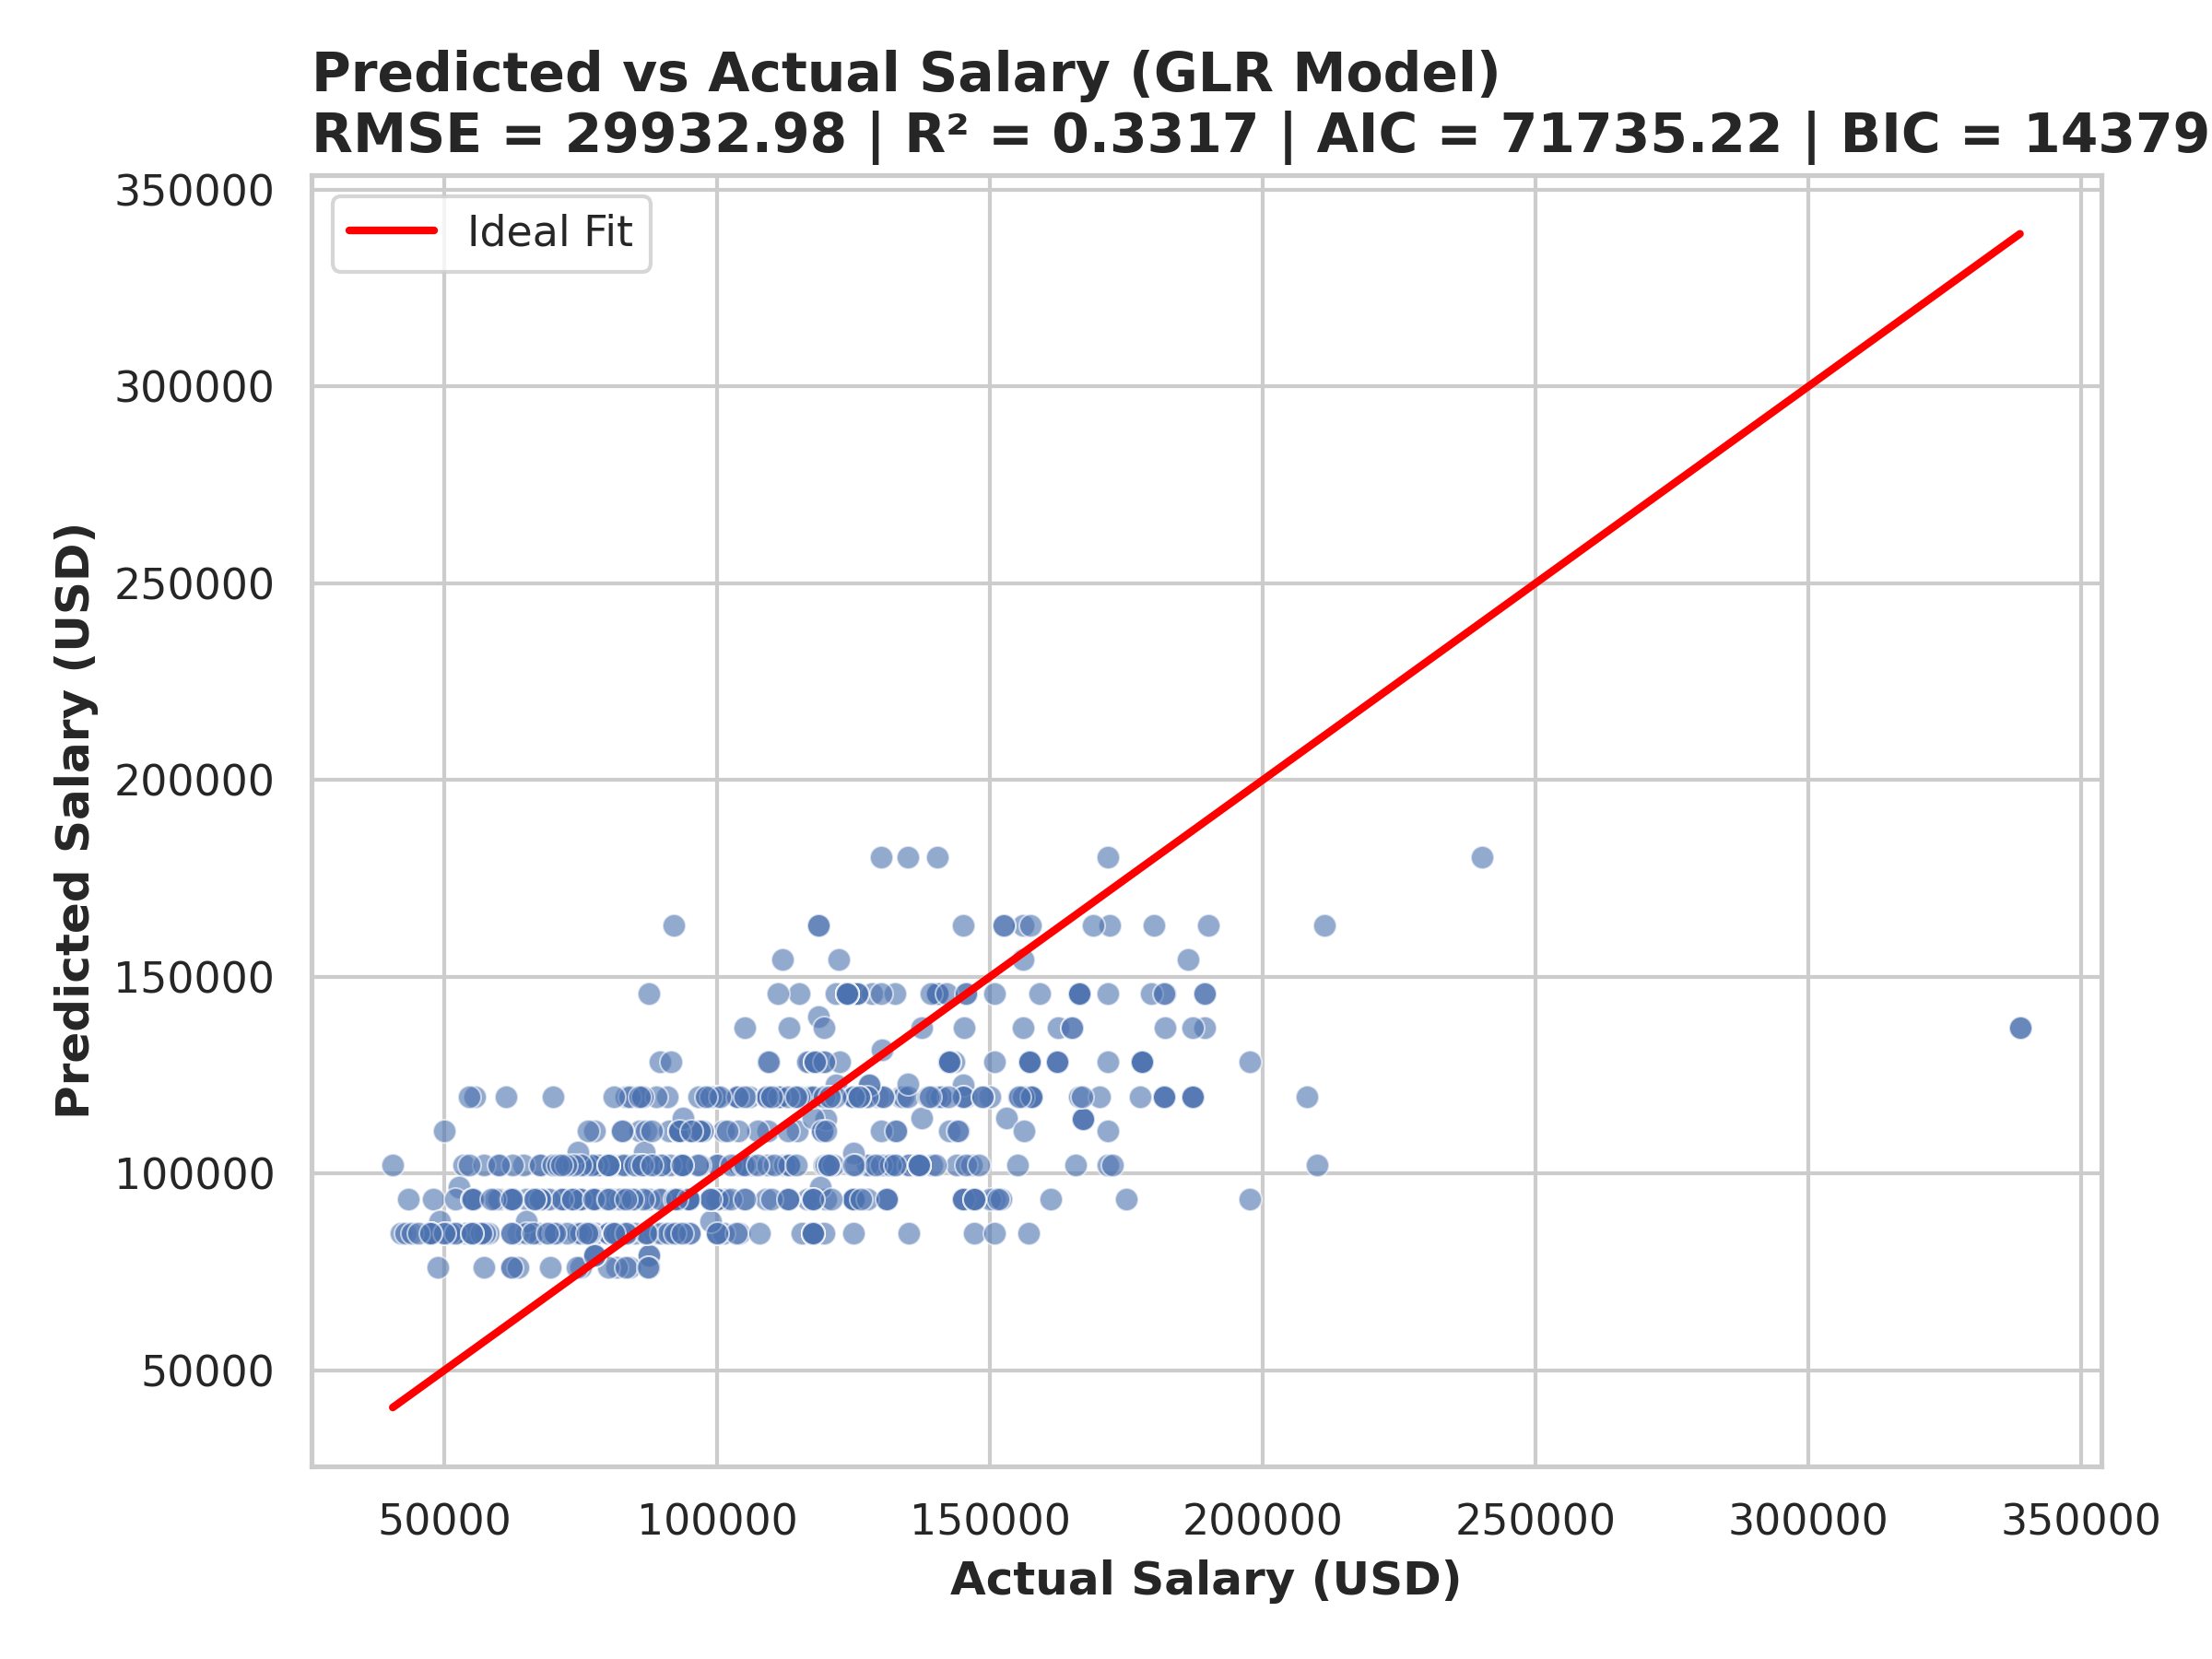 Predicted vs Actual Salary (GLR Model)
RMSE = 29932.98 | R² = 0.3317 | AIC = 71735.22 | BIC = 14379
Ideal Fit
350000
300000
250000
200000
150000
100000
50000
Predicted Salary (USD)
50000 100000 150000 200000 250000 300000 350000
Actual Salary (USD)